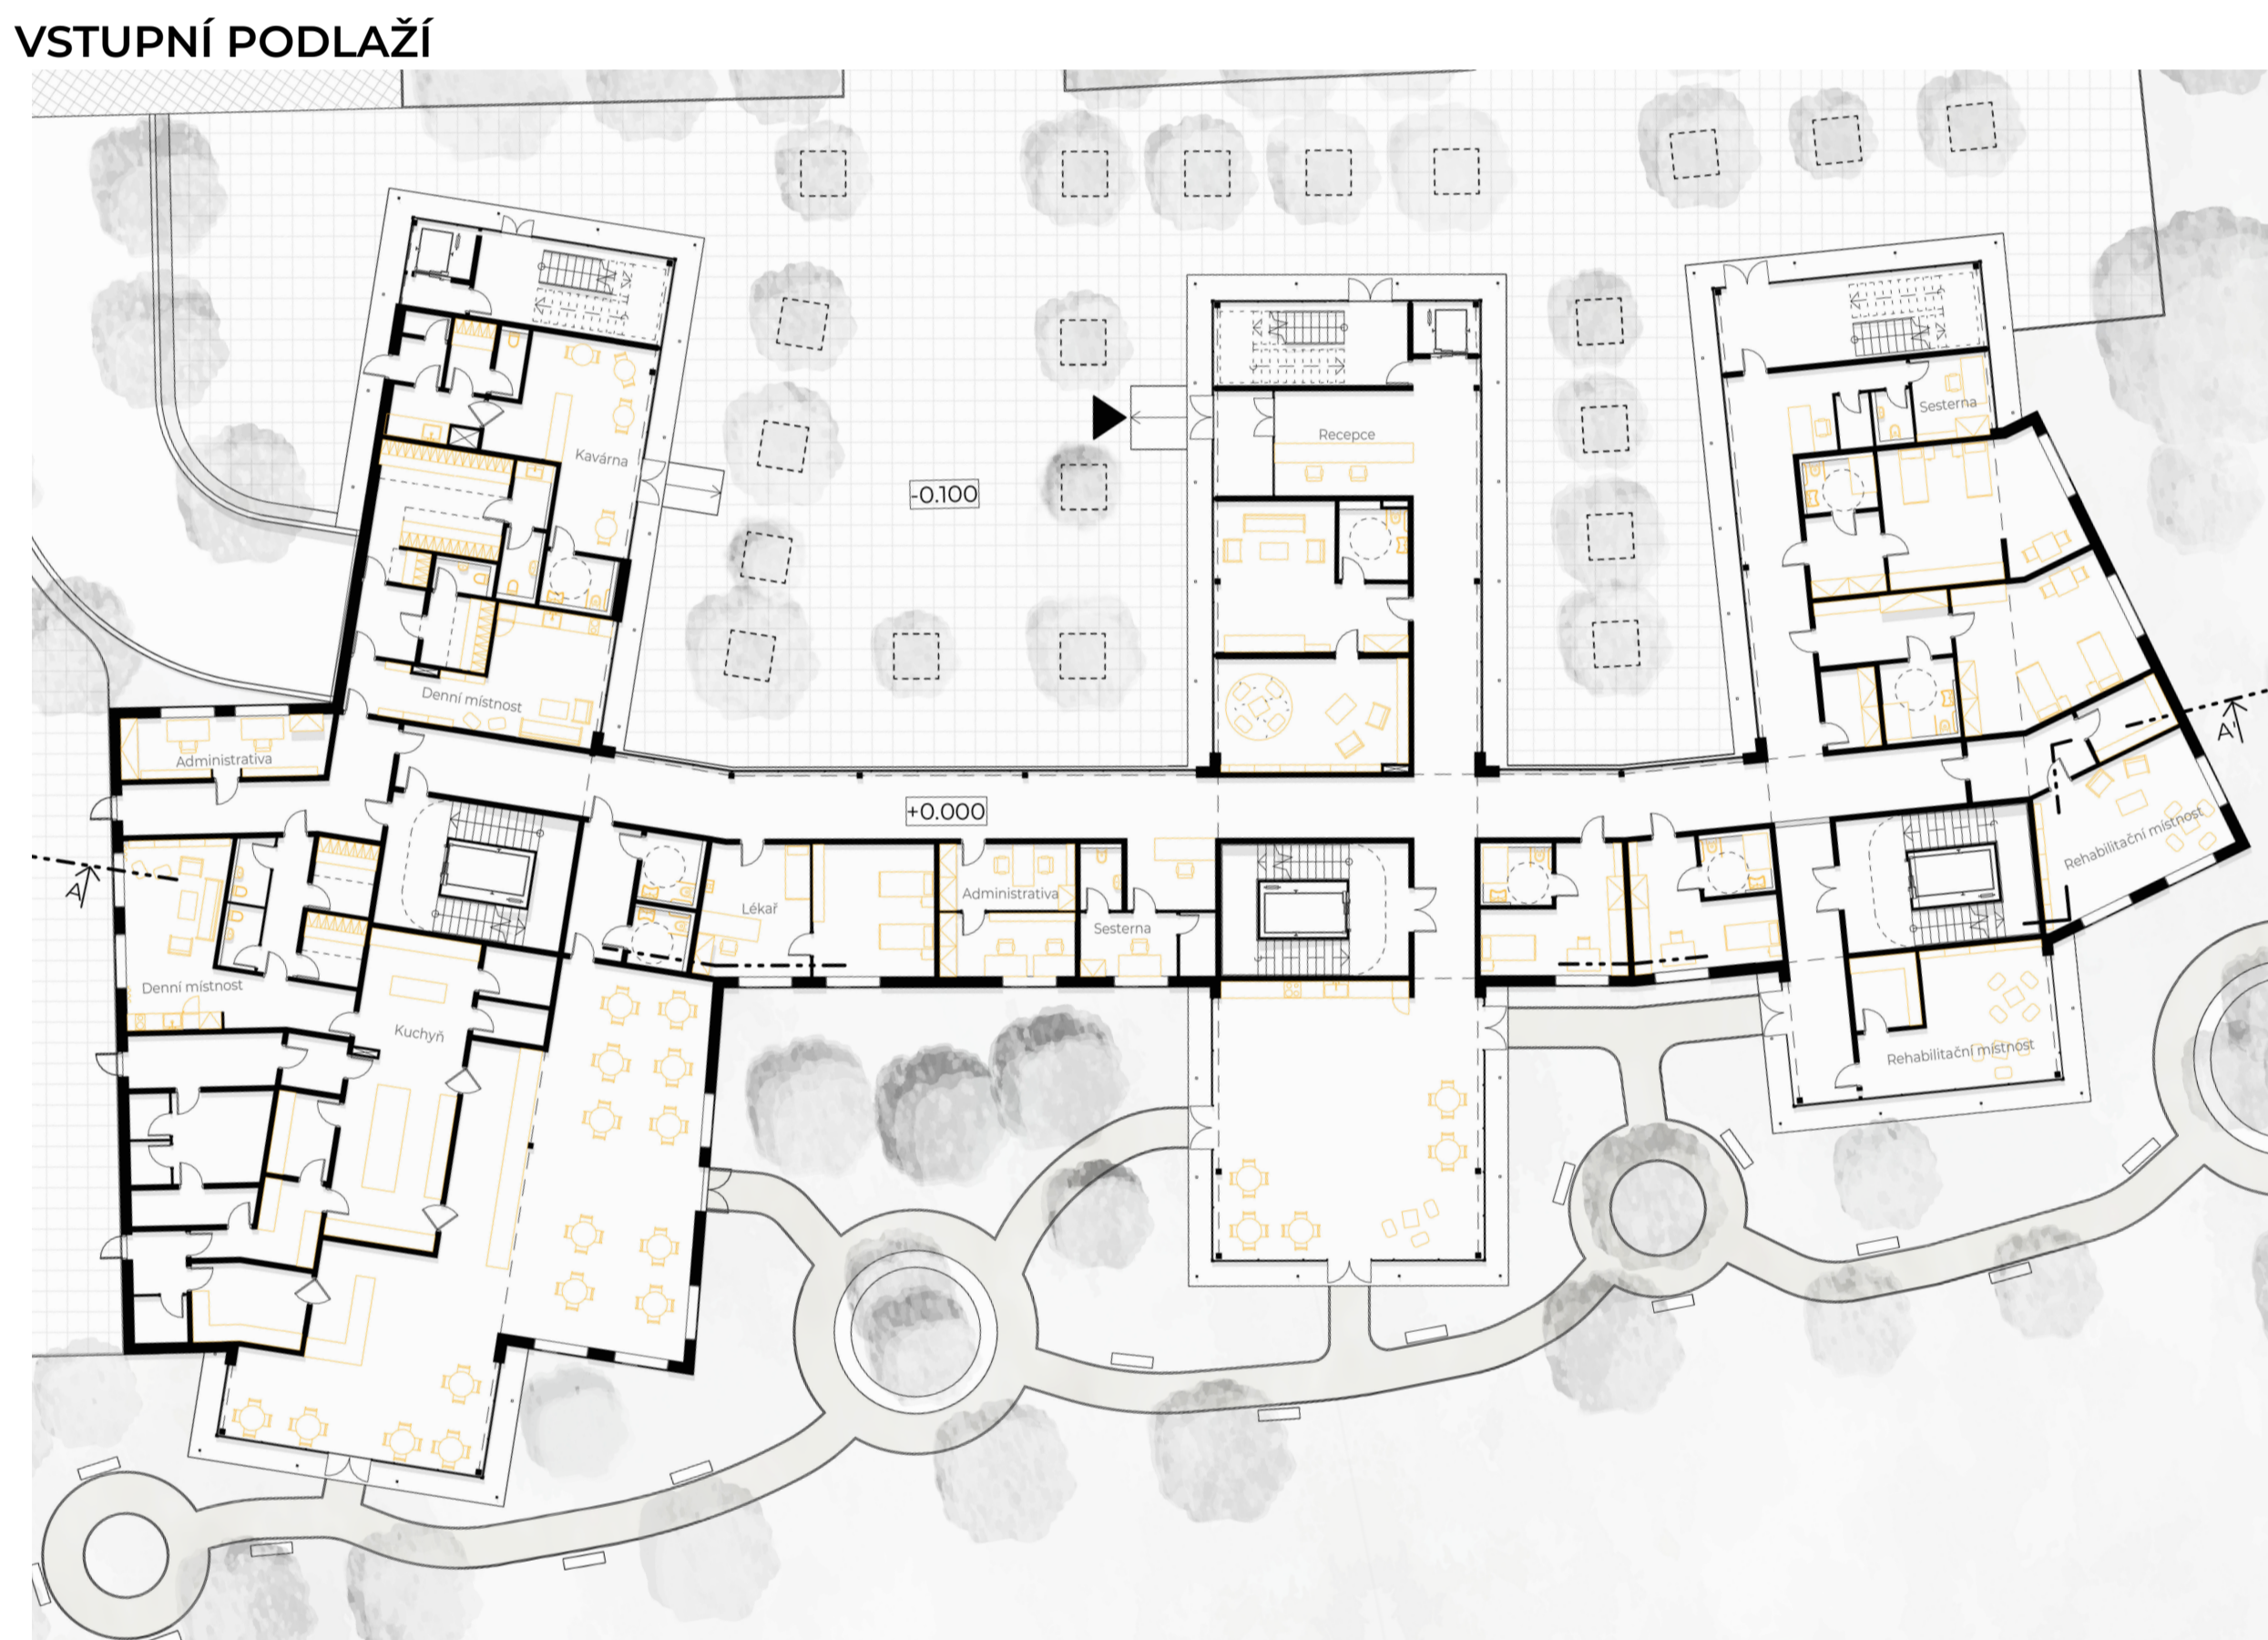 VSTUPNÍ PODLAŽÍ
Sesterna
Recepce
Kavárna
-0.100
Denní místnost
A'
Administrativa
+0.000
Rehabilitační místnost
A
Administrativa
Lékař
Sesterna
Denní místnost
Kuchyň
Rehabilitační místnost